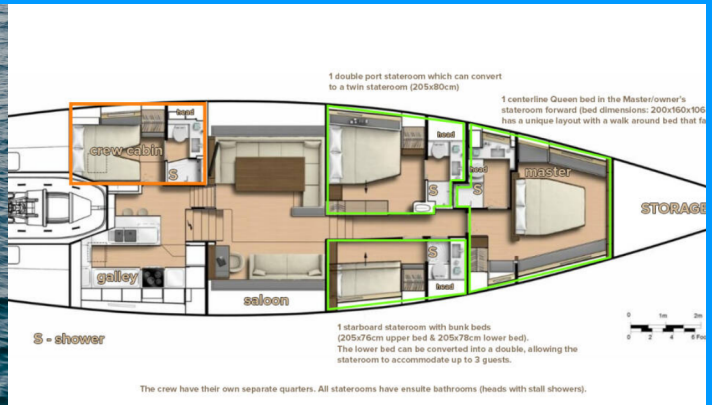 1 double port stateroom which can convert
to a twin stateroom (205x80cm)
1 centerline Queen bed in the Master/owner's
stateroom forward (bed dimensions: 200x160x106
has a unique layout with a walk around bed that fa
head
crew cabin
S
head
S
head
S
master
STORAGE
galley
saloon
S
head
S - shower
0 1m 2m
0 2 4 6 Foo
1 starboard stateroom with bunk beds
(205x76cm upper bed & 205x78cm lower bed).
The lower bed can be converted into a double, allowing the
stateroom to accommodate up to 3 guests.
The crew have their own separate quarters. All staterooms have ensuite bathrooms (heads with stall showers).